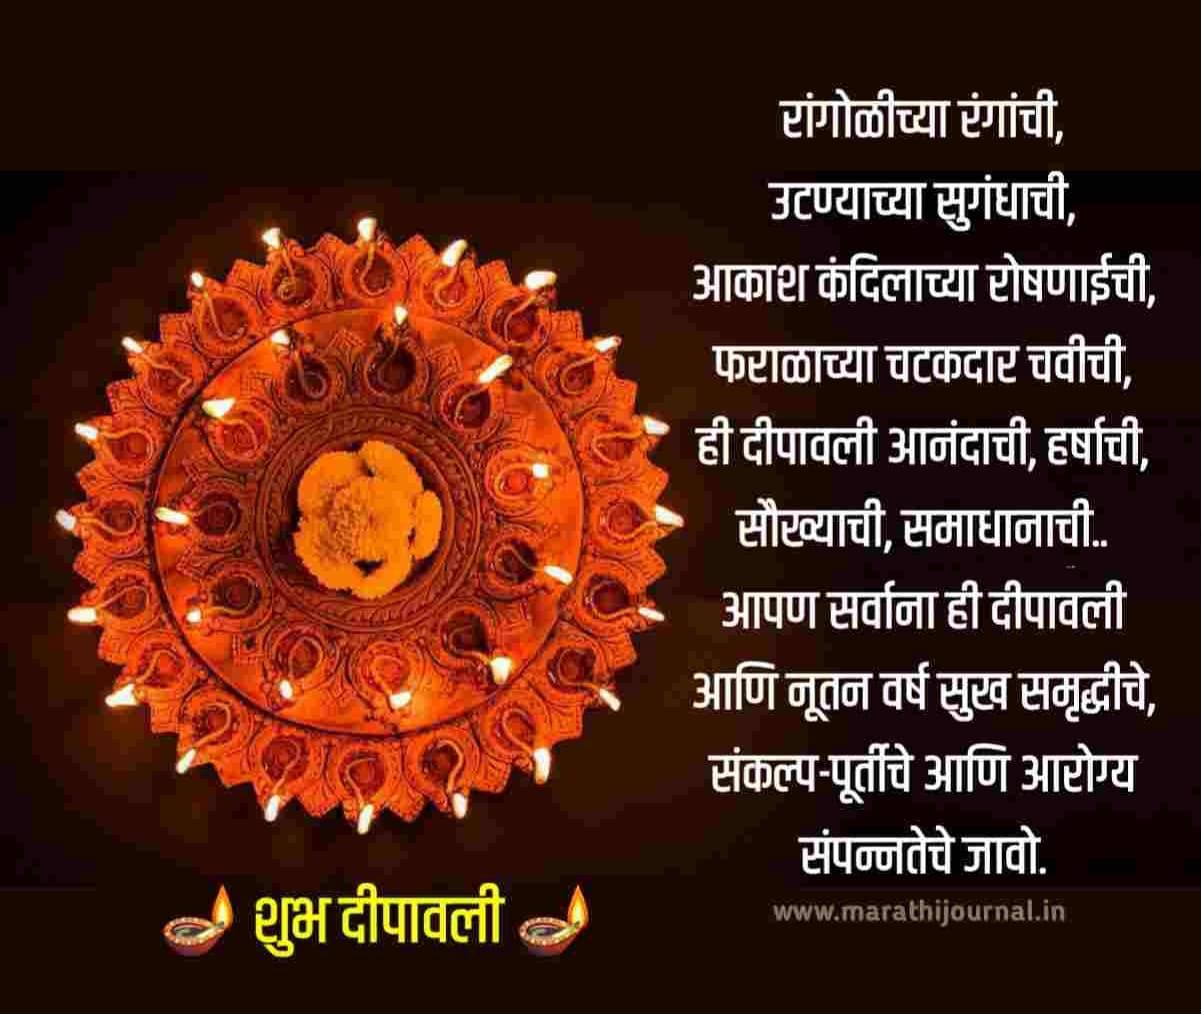 रांगोळीच्या रंगांची,
उटण्याच्या सुगंधाची,
आकाश कंदिलाच्या रोषणाईची,
फराळाच्या चटकदार चवीची,
ही दीपावली आनंदाची, हर्षाची,
सौख्याची, समाधानाची..
आपण सर्वाना ही दीपावली
आणि नूतन वर्ष सुख समृद्धीचे,
संकल्प-पूर्तीचे आणि आरोग्य
संपन्नतेचे जावो.
www.marathijournal.in
शुभ दीपावली